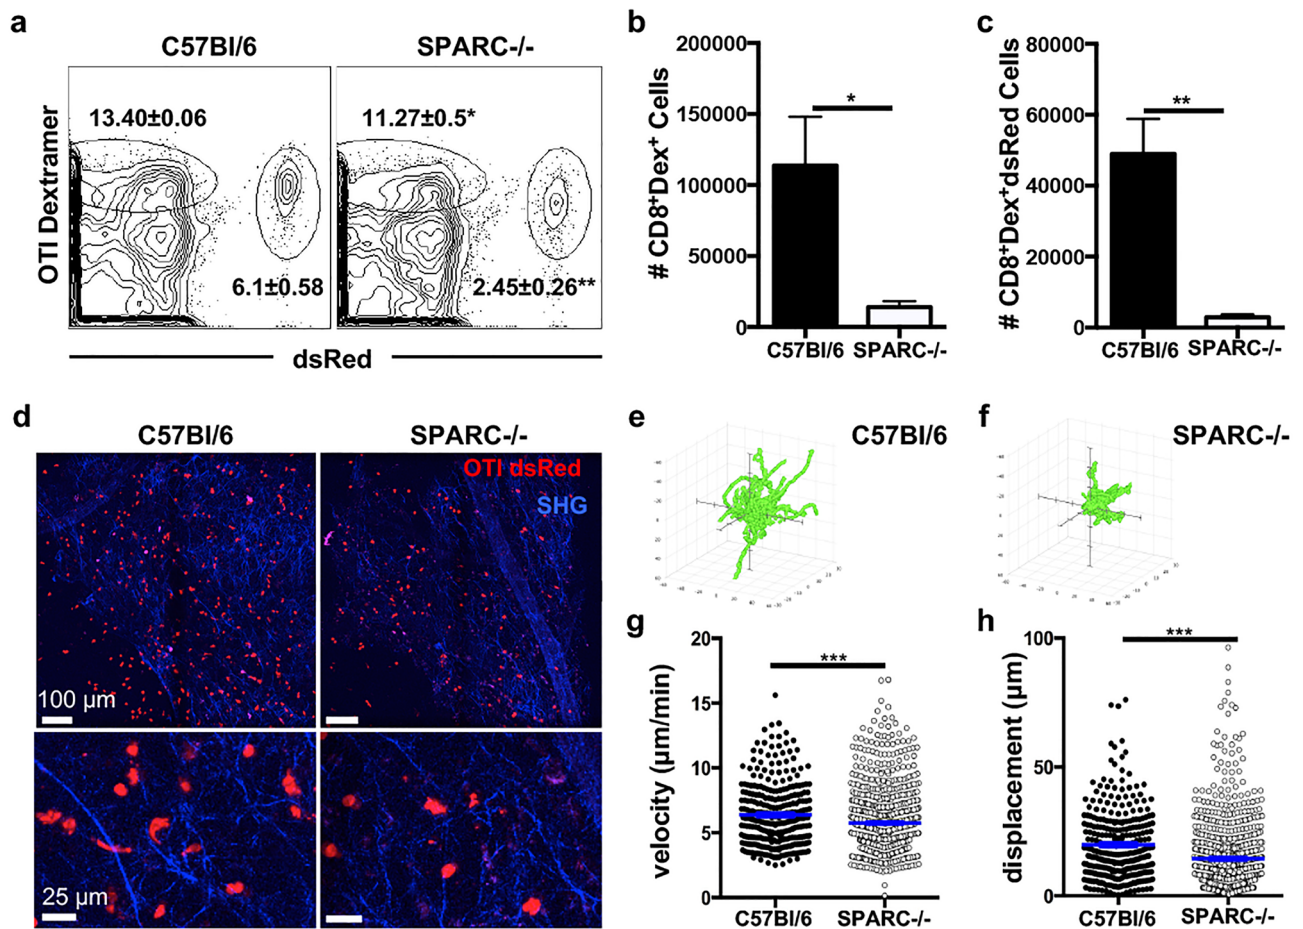 a
C57Bl/6
SPARC-/-
OTI Dextramer
13.40±0.06
11.27±0.5*
6.1±0.58
2.45±0.26**
dsRed
b
# CD8+Dex+ Cells
200000
150000
100000
50000
0
*
C57Bl/6 SPARC-/-
c
# CD8+Dex+dsRed Cells
80000
60000
40000
20000
0
**
C57Bl/6 SPARC-/-
d
C57Bl/6
SPARC-/-
OTI dsRed
SHG
100 µm
25 µm
e
C57Bl/6
f
SPARC-/-
g
velocity (µm/min)
20
15
10
5
0
***
C57Bl/6 SPARC-/-
h
displacement (µm)
100
50
0
***
C57Bl/6 SPARC-/-